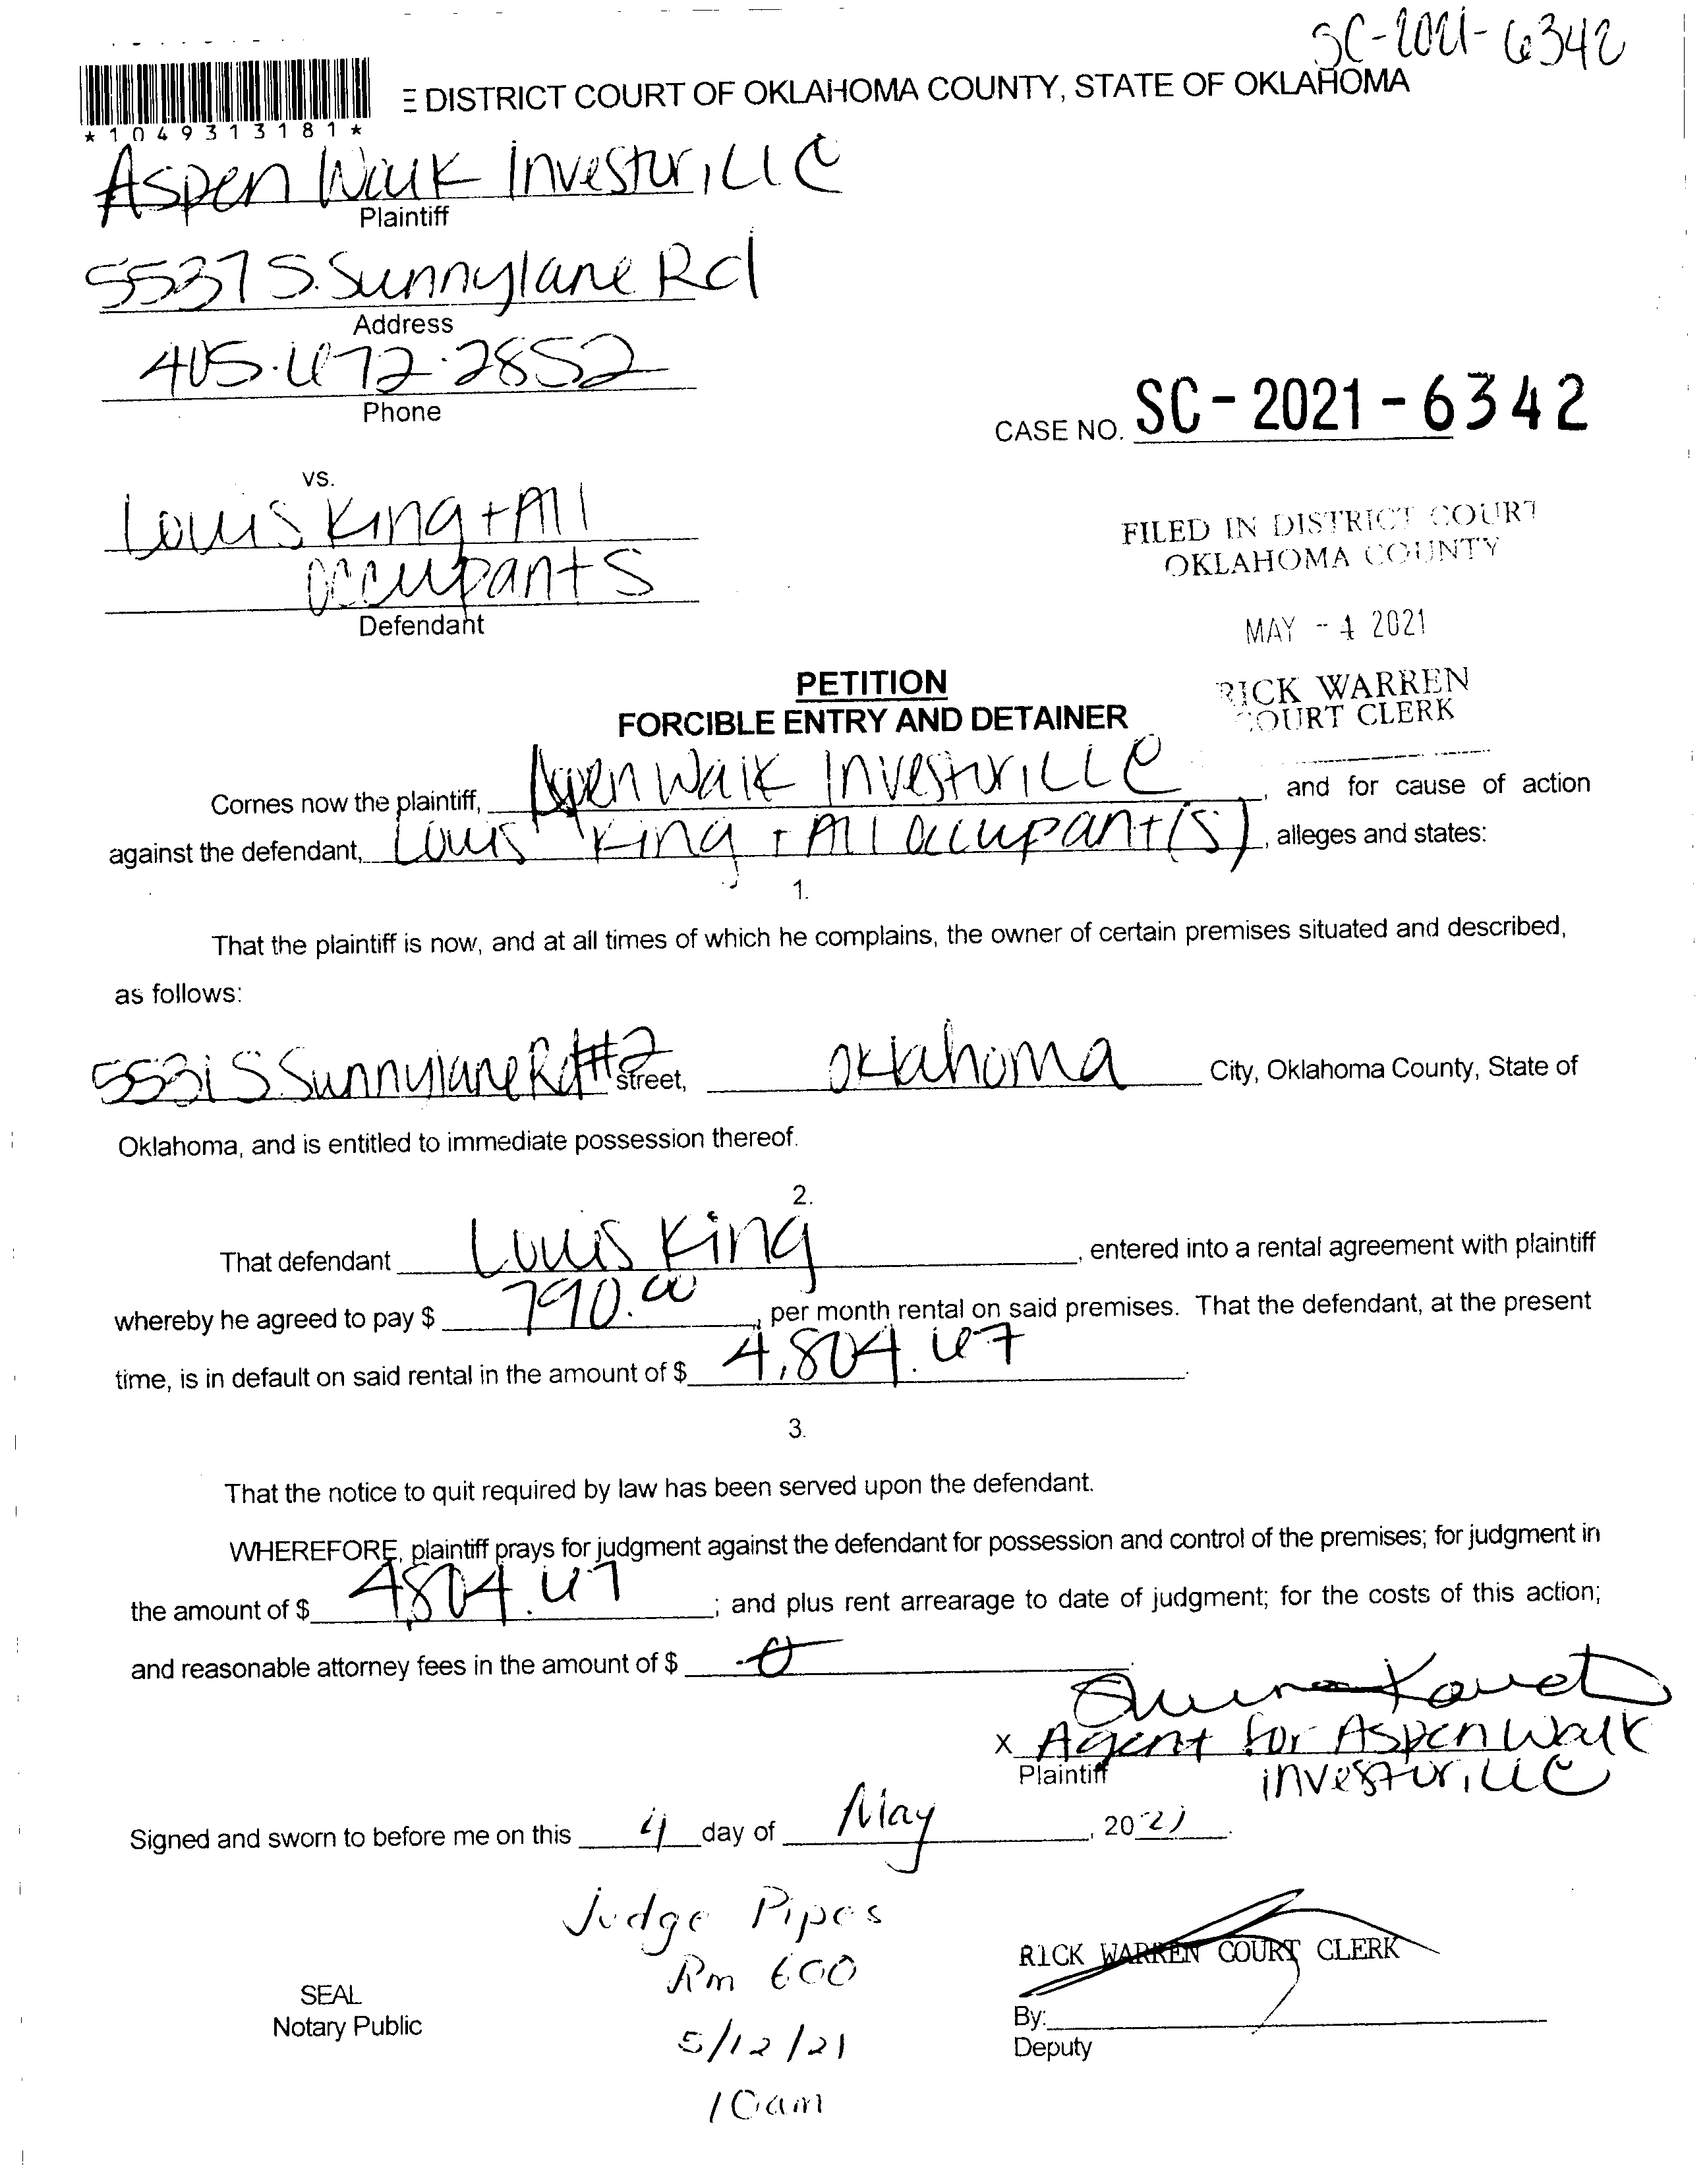 SC-2021-6342
E DISTRICT COURT OF OKLAHOMA COUNTY, STATE OF OKLAHOMA
*1049313181*
Aspen Walk Investor, LLC
Plaintiff
5537 S. Sunnylane Rd
Address
405.672.2852
Phone
CASE NO. SC-2021-6342
vs.
Louis King + All
occupants
Defendant
FILED IN DISTRICT COURT
OKLAHOMA COUNTY
MAY - 4 2021
RICK WARREN
COURT CLERK
PETITION
FORCIBLE ENTRY AND DETAINER
Comes now the plaintiff, Aspen Walk Investor, LLC, and for cause of action
against the defendant, Louis King + All occupant(s), alleges and states:
1.
That the plaintiff is now, and at all times of which he complains, the owner of certain premises situated and described,
as follows:
5531 S Sunnylane Rd #2 street, Oklahoma City, Oklahoma County, State of
Oklahoma, and is entitled to immediate possession thereof.
2.
That defendant Louis King, entered into a rental agreement with plaintiff
whereby he agreed to pay $ 790.00, per month rental on said premises. That the defendant, at the present
time, is in default on said rental in the amount of $ 4,804.67.
3.
That the notice to quit required by law has been served upon the defendant.
WHEREFORE, plaintiff prays for judgment against the defendant for possession and control of the premises; for judgment in
the amount of $ 4,804.67; and plus rent arrearage to date of judgment; for the costs of this action;
and reasonable attorney fees in the amount of $ 0.
x Agent for Aspen Walk
Plaintiff investor, LLC
Signed and sworn to before me on this 4 day of May, 2021.
Judge Pipes
Rm 600
5/12/21
10am
SEAL
Notary Public
RICK WARREN COURT CLERK
By:
Deputy